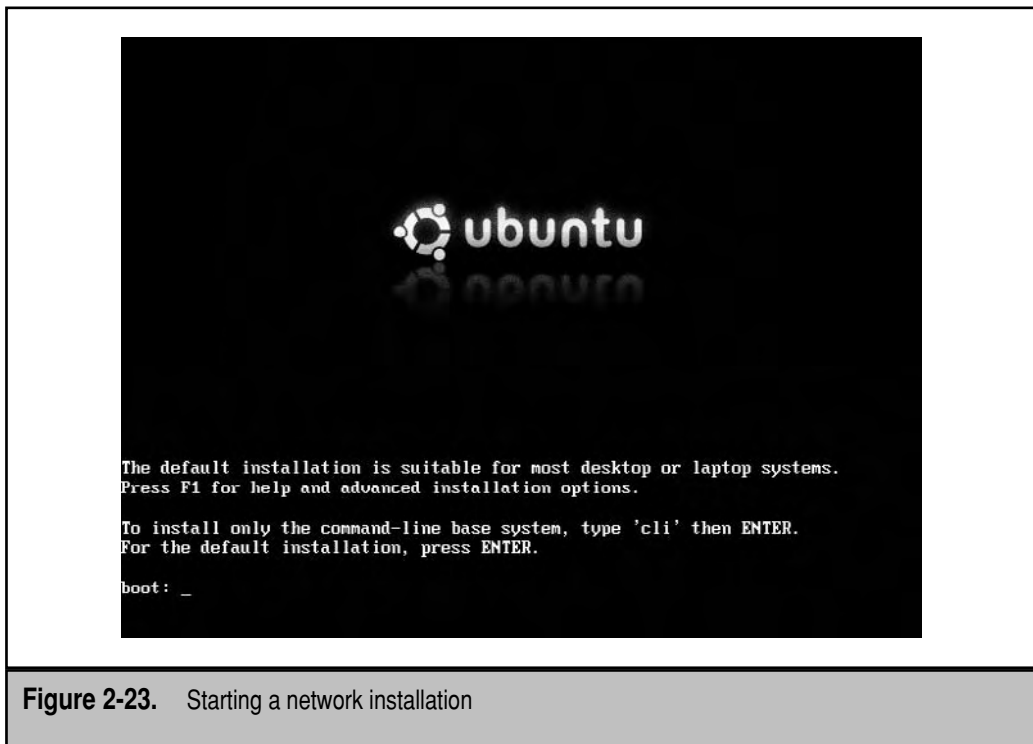 ubuntu
The default installation is suitable for most desktop or laptop systems.
Press F1 for help and advanced installation options.
To install only the command-line base system, type 'cli' then ENTER.
For the default installation, press ENTER.
boot: _
Figure 2-23. Starting a network installation